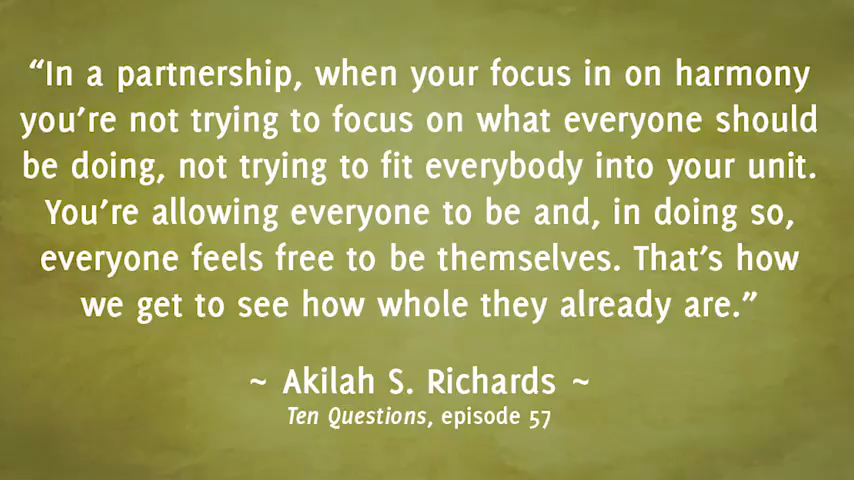 “In a partnership, when your focus in on harmony
you’re not trying to focus on what everyone should
be doing, not trying to fit everybody into your unit.
You’re allowing everyone to be and, in doing so,
everyone feels free to be themselves. That’s how
we get to see how whole they already are.”
~ Akilah S. Richards ~
Ten Questions, episode 57